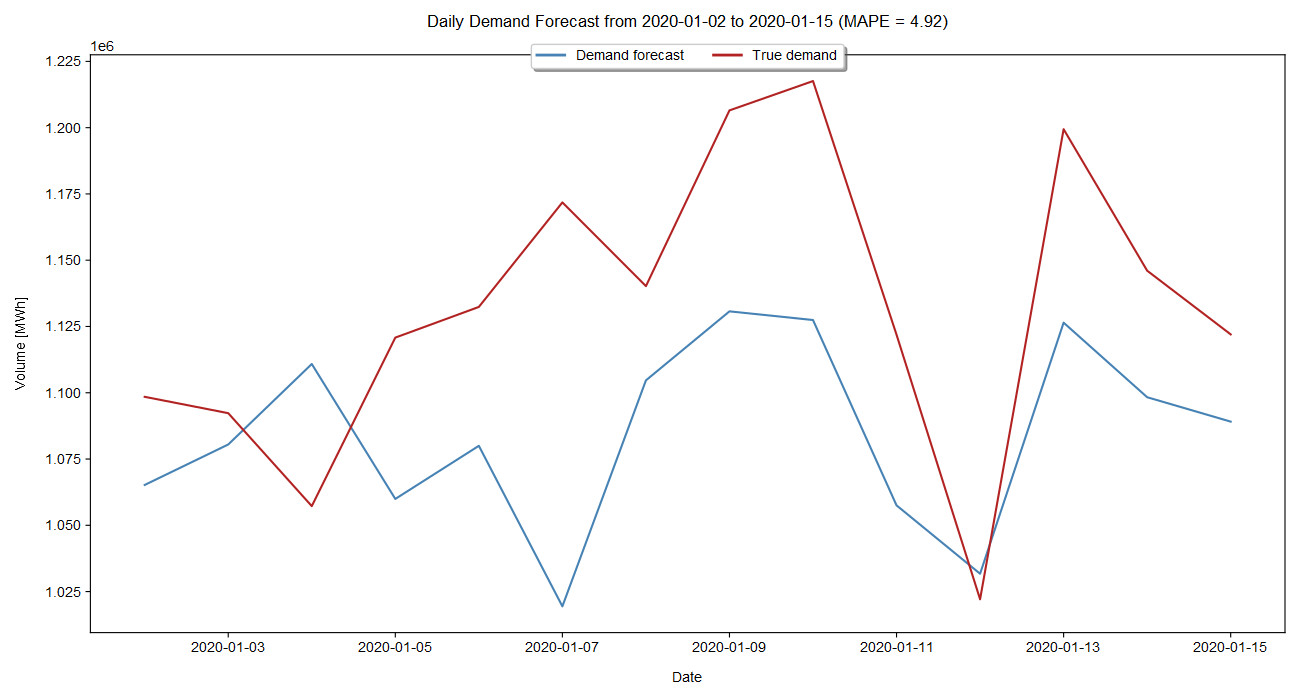 Daily Demand Forecast from 2020-01-02 to 2020-01-15 (MAPE = 4.92)
1e6
Demand forecast True demand
1.225
1.200
1.175
1.150
1.125
1.100
1.075
1.050
1.025
Volume [MWh]
2020-01-03 2020-01-05 2020-01-07 2020-01-09 2020-01-11 2020-01-13 2020-01-15
Date